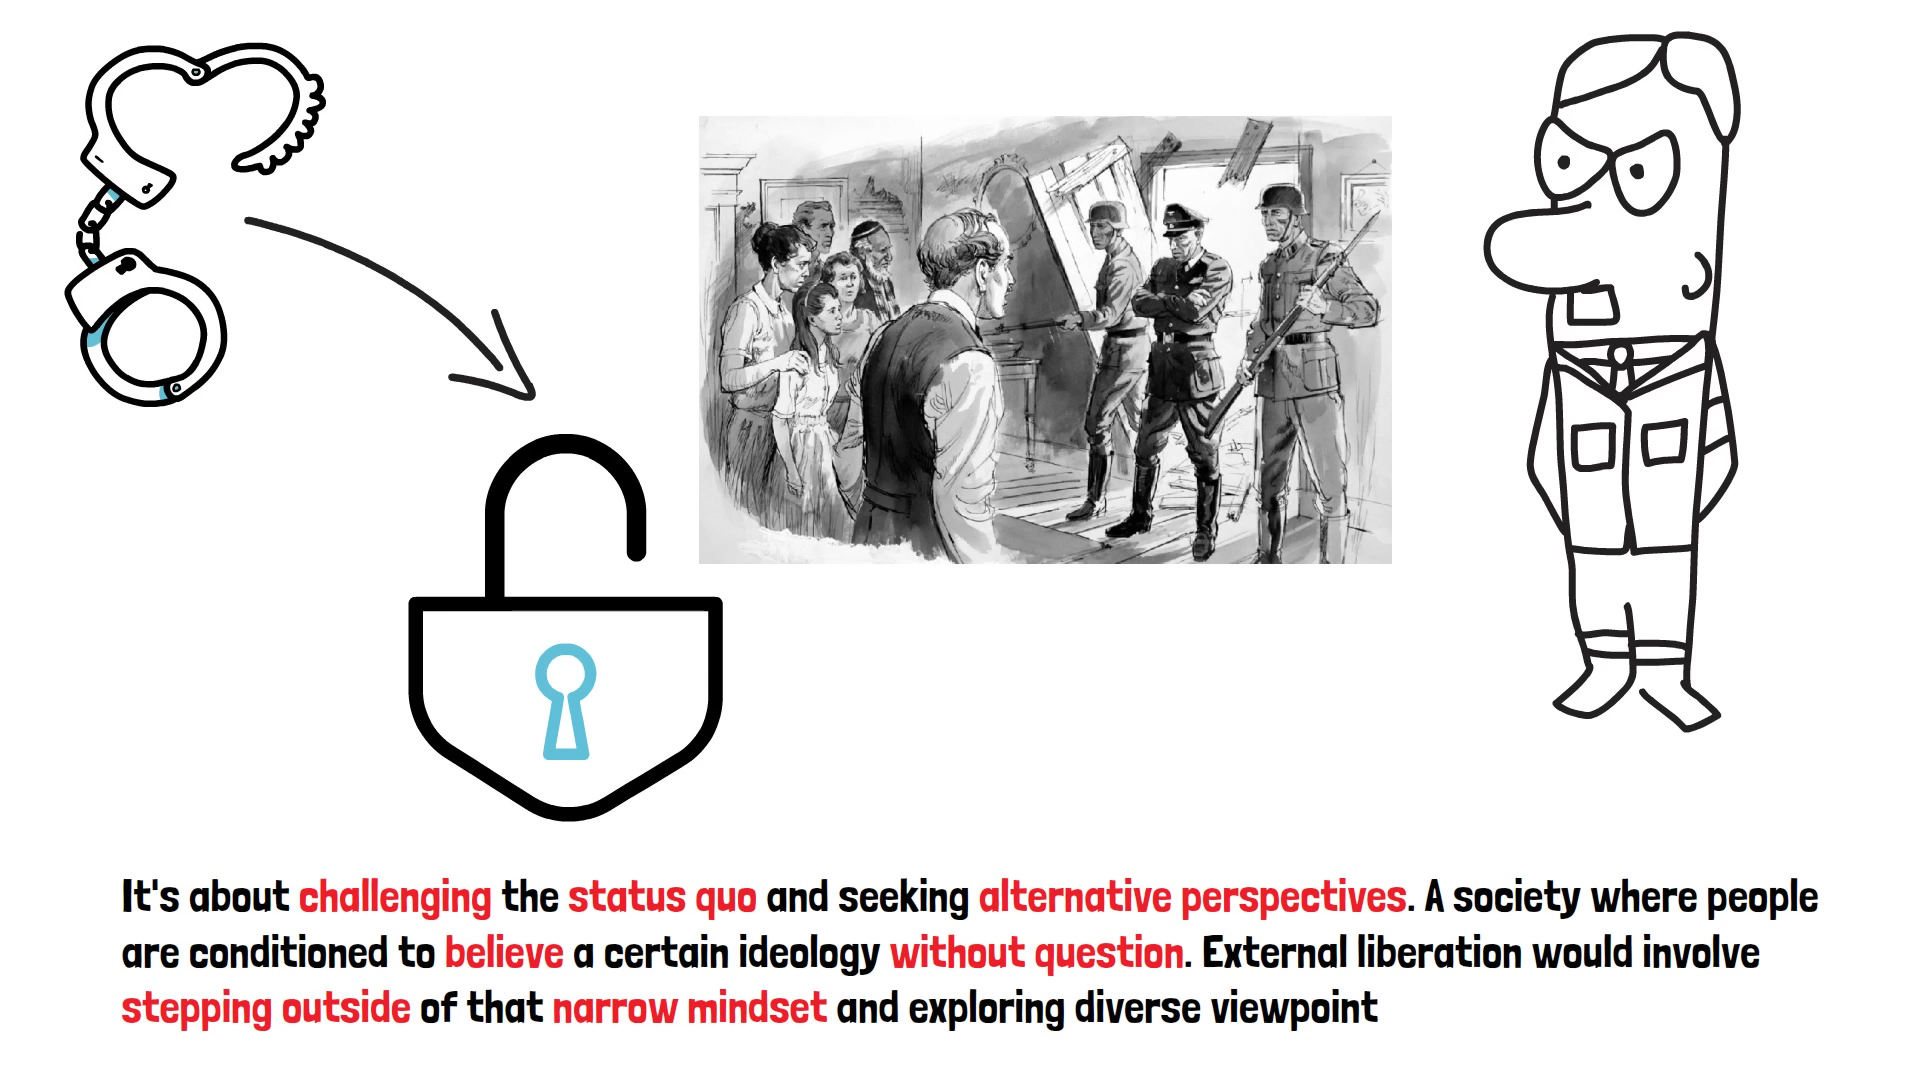 It's about challenging the status quo and seeking alternative perspectives. A society where people
are conditioned to believe a certain ideology without question. External liberation would involve
stepping outside of that narrow mindset and exploring diverse viewpoint